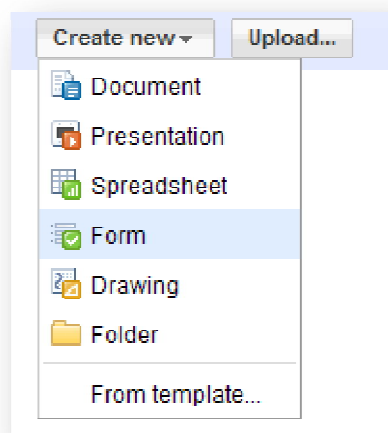 Create new Upload...
Document
Presentation
Spreadsheet
Form
Drawing
Folder
From template...